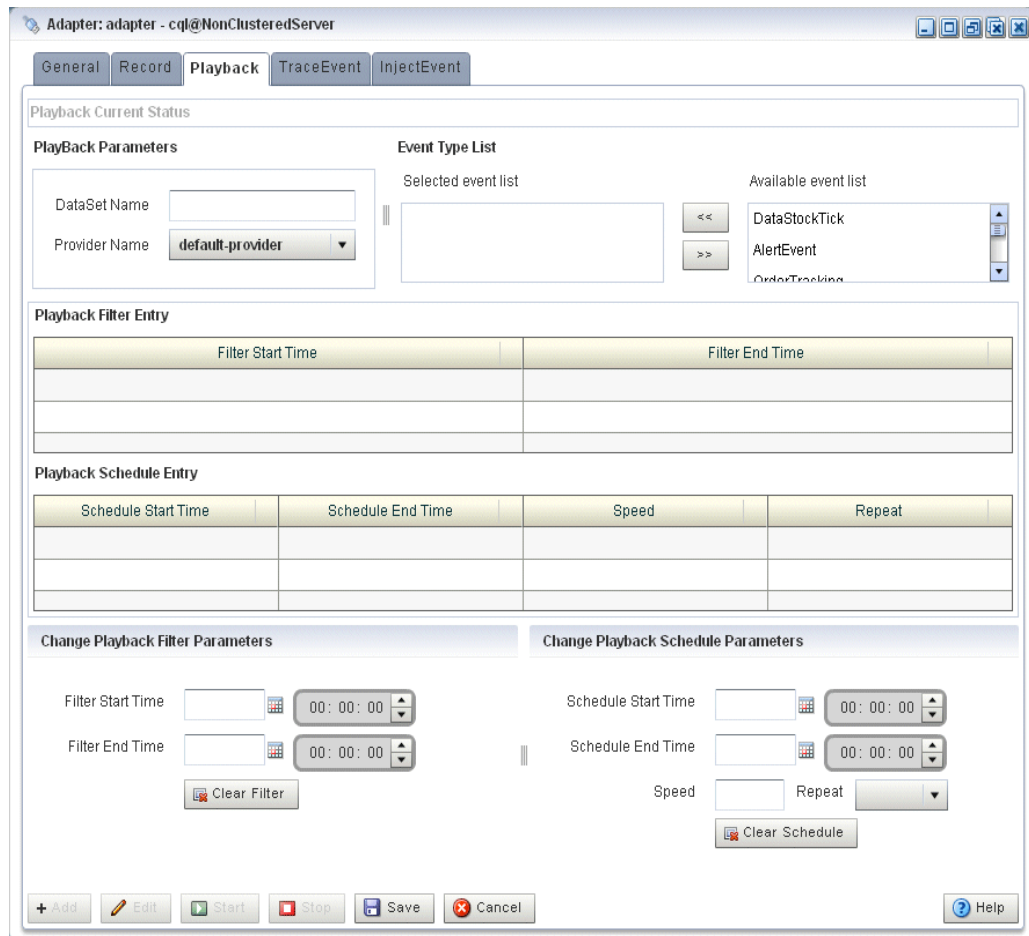 Adapter: adapter - cql@NonClusteredServer
General Record Playback TraceEvent InjectEvent
Playback Current Status
PlayBack Parameters
DataSet Name
Provider Name default-provider
Event Type List
Selected event list
<<
>>
Available event list
DataStockTick
AlertEvent
OrderTracking
Playback Filter Entry
Filter Start Time Filter End Time
Playback Schedule Entry
Schedule Start Time Schedule End Time Speed Repeat
Change Playback Filter Parameters
Filter Start Time 00: 00: 00
Filter End Time 00: 00: 00
Clear Filter
Change Playback Schedule Parameters
Schedule Start Time 00: 00: 00
Schedule End Time 00: 00: 00
Speed Repeat
Clear Schedule
+ Add Edit Start Stop Save Cancel ? Help